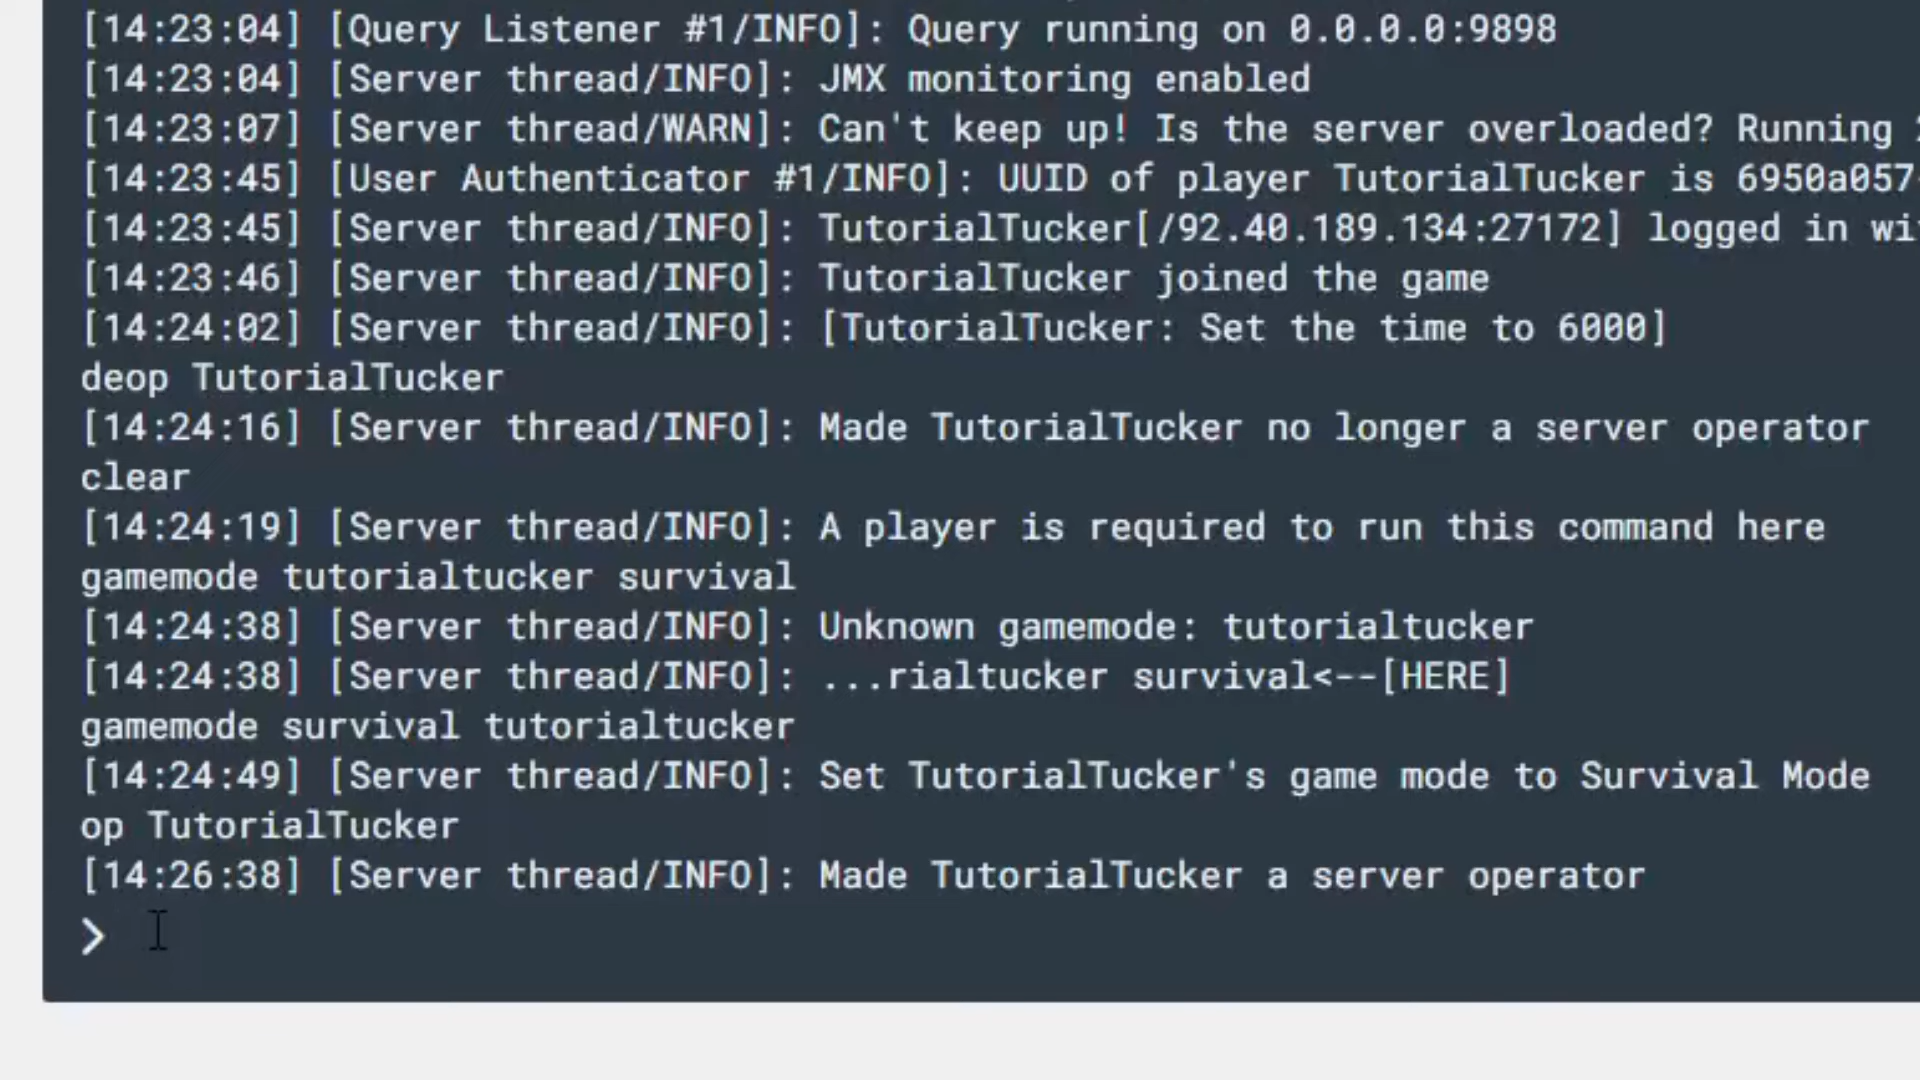 [14:23:04] [Query Listener #1/INFO]: Query running on 0.0.0.0:9898
[14:23:04] [Server thread/INFO]: JMX monitoring enabled
[14:23:07] [Server thread/WARN]: Can't keep up! Is the server overloaded? Running
[14:23:45] [User Authenticator #1/INFO]: UUID of player TutorialTucker is 6950a057-
[14:23:45] [Server thread/INFO]: TutorialTucker[/92.40.189.134:27172] logged in wi
[14:23:46] [Server thread/INFO]: TutorialTucker joined the game
[14:24:02] [Server thread/INFO]: [TutorialTucker: Set the time to 6000]
deop TutorialTucker
[14:24:16] [Server thread/INFO]: Made TutorialTucker no longer a server operator
clear
[14:24:19] [Server thread/INFO]: A player is required to run this command here
gamemode tutorialtucker survival
[14:24:38] [Server thread/INFO]: Unknown gamemode: tutorialtucker
[14:24:38] [Server thread/INFO]: ...rialtucker survival<--[HERE]
gamemode survival tutorialtucker
[14:24:49] [Server thread/INFO]: Set TutorialTucker's game mode to Survival Mode
op TutorialTucker
[14:26:38] [Server thread/INFO]: Made TutorialTucker a server operator
>